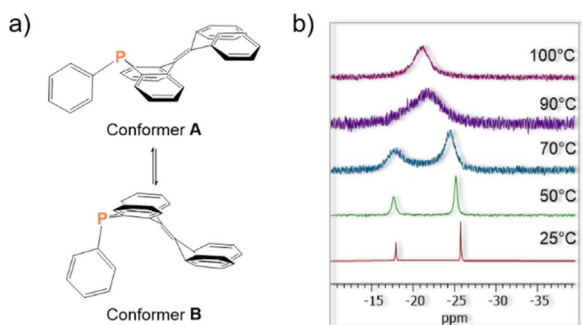 a)
P
Conformer A
P
Conformer B
b)
100°C
90°C
70°C
50°C
25°C
-15 -20 -25 -30 -35
ppm